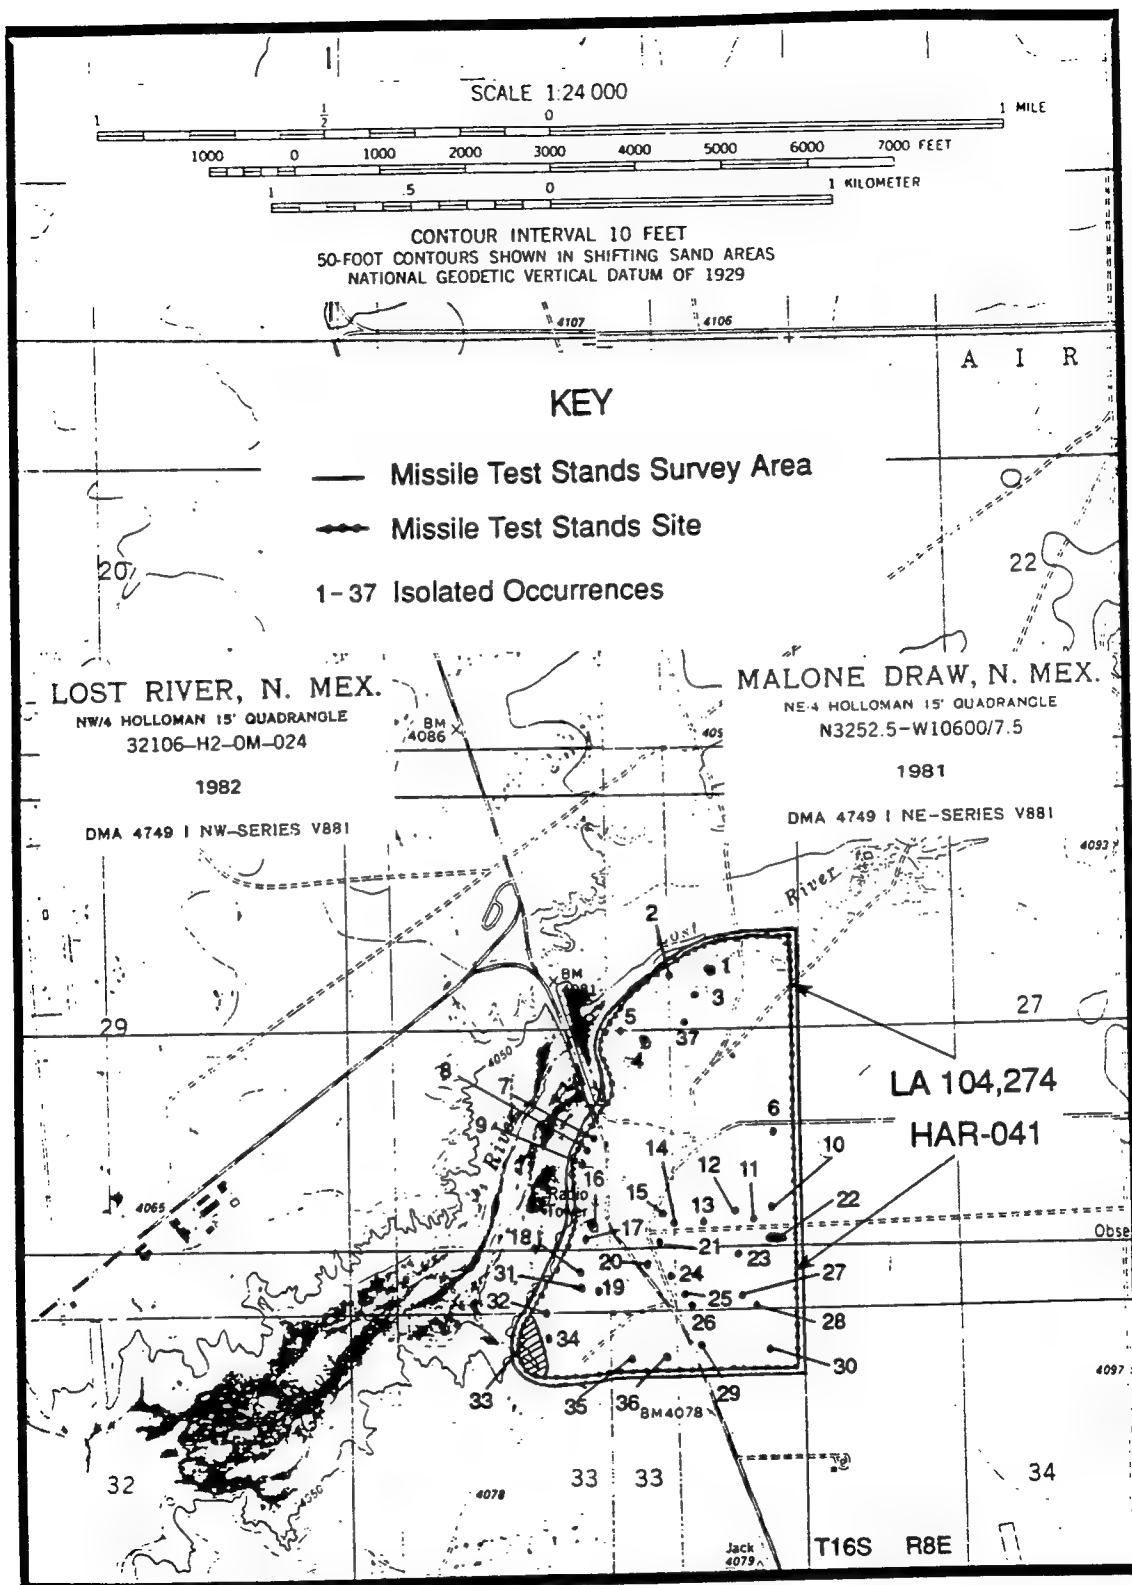 SCALE 1:24 000
1 ½ 0 1 MILE
1000 0 1000 2000 3000 4000 5000 6000 7000 FEET
1 .5 0 1 KILOMETER
CONTOUR INTERVAL 10 FEET
50-FOOT CONTOURS SHOWN IN SHIFTING SAND AREAS
NATIONAL GEODETIC VERTICAL DATUM OF 1929
4107 4106
A I R
KEY
Missile Test Stands Survey Area
Missile Test Stands Site
1-37 Isolated Occurrences
20 22
LOST RIVER, N. MEX.
NW/4 HOLLOMAN 15' QUADRANGLE
32106-H2-0M-024
1982
DMA 4749 I NW-SERIES V881
BM
4086
405
MALONE DRAW, N. MEX.
NE/4 HOLLOMAN 15' QUADRANGLE
N3252.5-W10600/7.5
1981
DMA 4749 I NE-SERIES V881
4093
River
Lost
2
1
BM
4081
3
5
37
4
29
27
4050
8
7
9
River
LA 104,274
HAR-041
6
10
14
12
11
16
15
13
22
4065
Radio
Tower
17
18
21
23
Obse
20
31
19
24
27
25
32
26
28
34
30
33
35
36
29
4097
BM4078
32
33 33
34
4050
4078
Jack
4079
T16S R8E